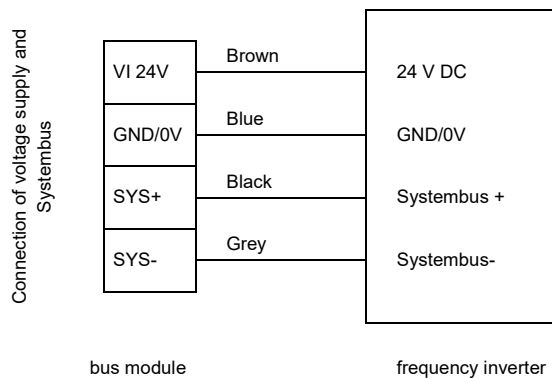 Connection of voltage supply and
Systembus
VI 24V
Brown
24 V DC
GND/0V
Blue
GND/0V
SYS+
Black
Systembus +
SYS-
Grey
Systembus-
bus module
frequency inverter